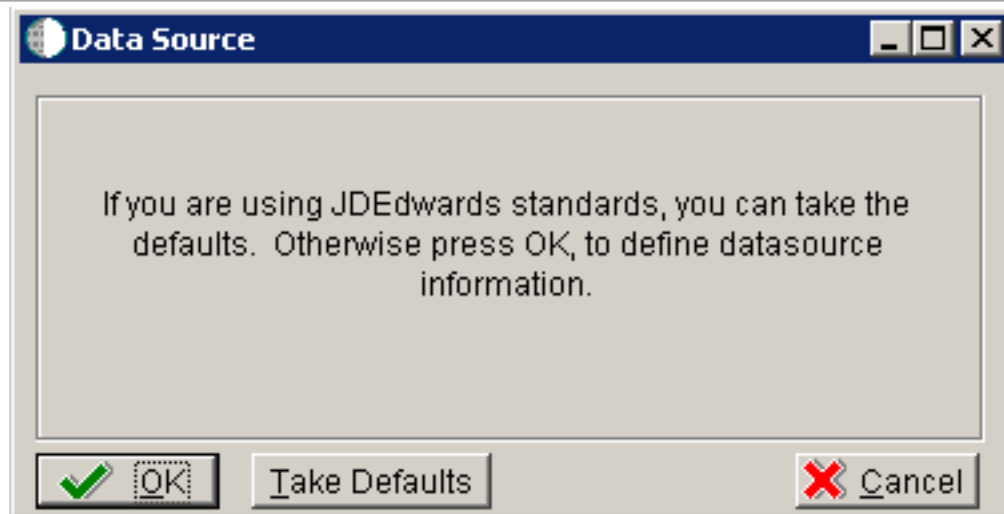 Data Source
If you are using JDEdwards standards, you can take the
defaults.  Otherwise press OK, to define datasource
information.
OK
Take Defaults
Cancel